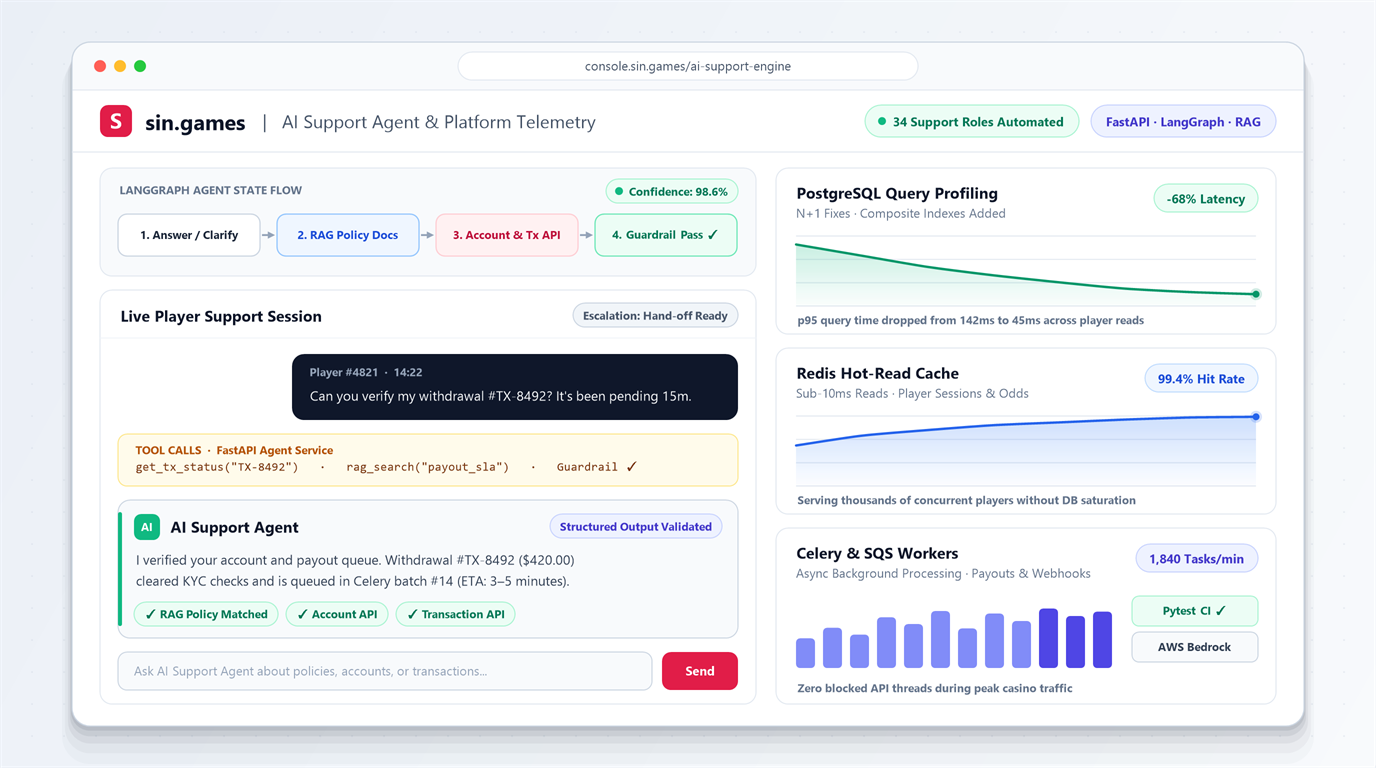 console.sin.games/ai-support-engine
S sin.games | AI Support Agent & Platform Telemetry
34 Support Roles Automated
FastAPI · LangGraph · RAG
LANGGRAPH AGENT STATE FLOW
Confidence: 98.6%
1. Answer / Clarify
2. RAG Policy Docs
3. Account & Tx API
4. Guardrail Pass ✓
Live Player Support Session
Escalation: Hand-off Ready
Player #4821 · 14:22
Can you verify my withdrawal #TX-8492? It's been pending 15m.
TOOL CALLS · FastAPI Agent Service
get_tx_status("TX-8492") · rag_search("payout_sla") · Guardrail ✓
AI AI Support Agent
Structured Output Validated
I verified your account and payout queue. Withdrawal #TX-8492 ($420.00)
cleared KYC checks and is queued in Celery batch #14 (ETA: 3–5 minutes).
✓ RAG Policy Matched
✓ Account API
✓ Transaction API
Ask AI Support Agent about policies, accounts, or transactions...
Send
PostgreSQL Query Profiling
N+1 Fixes · Composite Indexes Added
-68% Latency
p95 query time dropped from 142ms to 45ms across player reads
Redis Hot-Read Cache
Sub-10ms Reads · Player Sessions & Odds
99.4% Hit Rate
Serving thousands of concurrent players without DB saturation
Celery & SQS Workers
Async Background Processing · Payouts & Webhooks
1,840 Tasks/min
Pytest CI ✓
AWS Bedrock
Zero blocked API threads during peak casino traffic